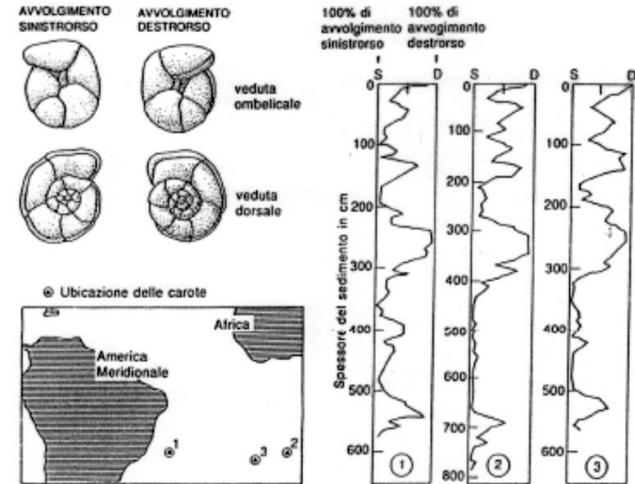 AVVOLGIMENTO
SINISTRORSO
AVVOLGIMENTO
DESTRORSO
veduta
ombelicale
veduta
dorsale
Ubicazione delle carote
Africa
America
Meridionale
1
3
2
100% di
avvolgimento
sinistrorso
100% di
avvogimento
destrorso
S D
S D
S D
Spessore del sedimento in cm
0
100
200
300
400
500
600
1
0
100
200
300
400
500
600
700
800
2
0
100
200
300
400
500
600
3